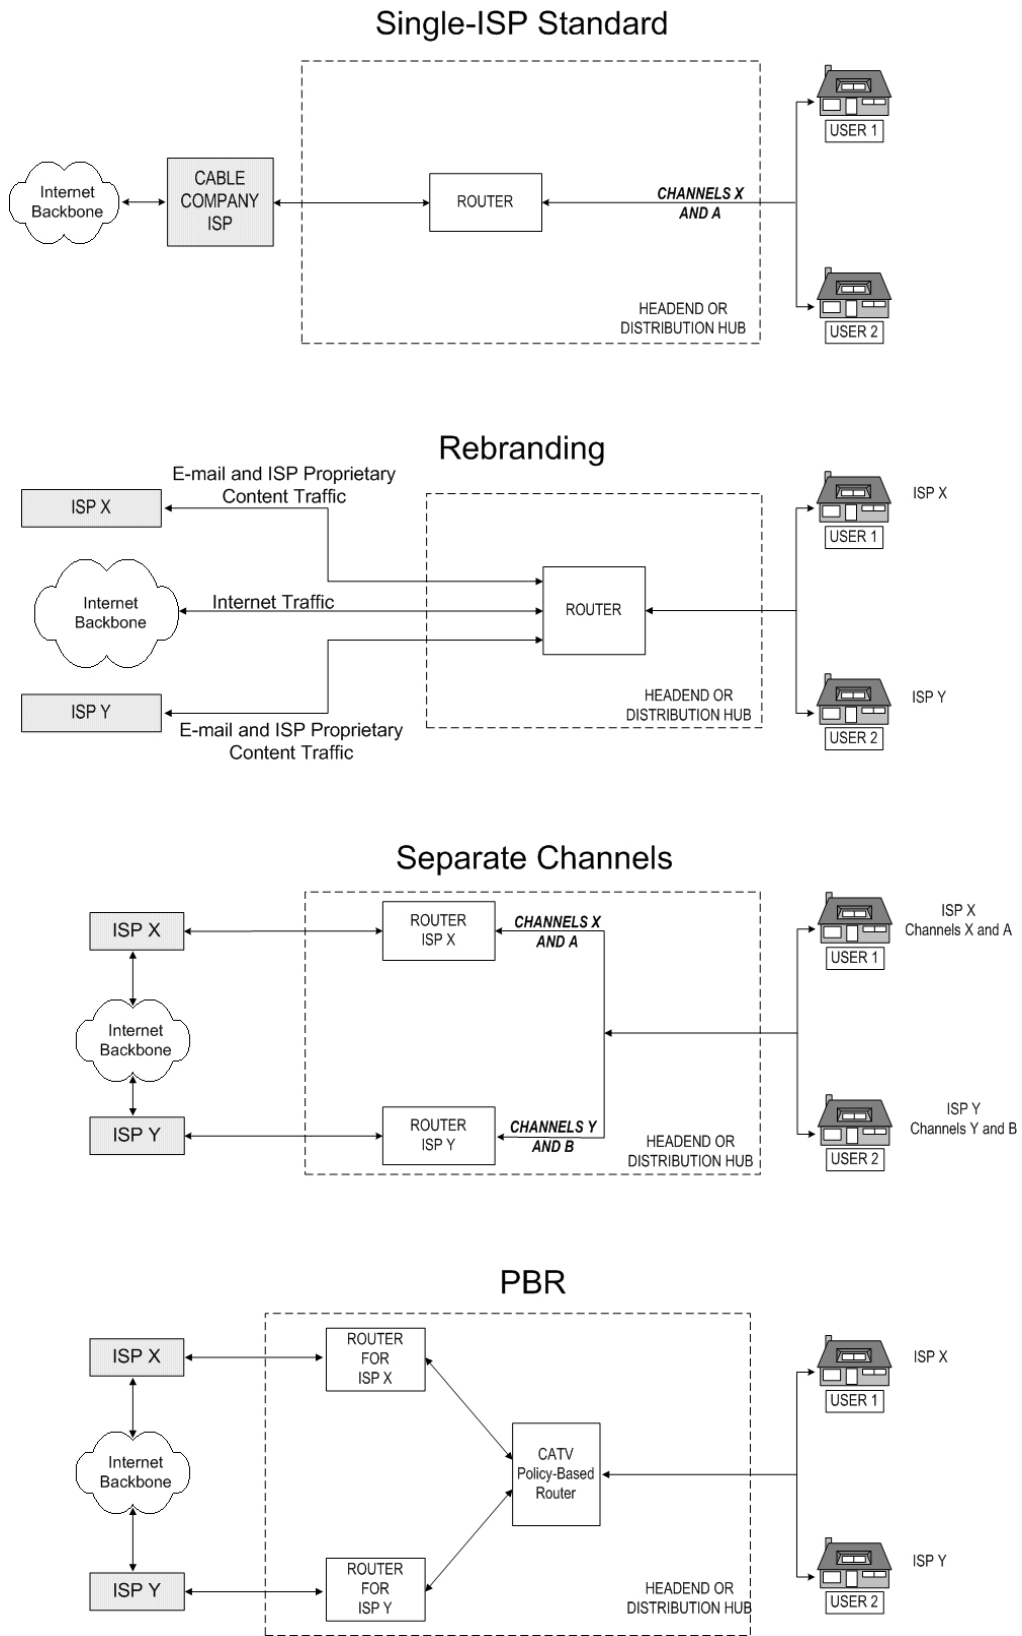 Single-ISP Standard
Internet
Backbone
CABLE
COMPANY
ISP
ROUTER
CHANNELS X
AND A
HEADEND OR
DISTRIBUTION HUB
USER 1
USER 2
Rebranding
E-mail and ISP Proprietary
Content Traffic
ISP X
Internet
Backbone
Internet Traffic
ISP Y
E-mail and ISP Proprietary
Content Traffic
ROUTER
HEADEND OR
DISTRIBUTION HUB
USER 1
ISP X
USER 2
ISP Y
Separate Channels
ISP X
Internet
Backbone
ISP Y
ROUTER
ISP X
CHANNELS X
AND A
ROUTER
ISP Y
CHANNELS Y
AND B
HEADEND OR
DISTRIBUTION HUB
USER 1
ISP X
Channels X and A
USER 2
ISP Y
Channels Y and B
PBR
ISP X
Internet
Backbone
ISP Y
ROUTER
FOR
ISP X
CATV
Policy-Based
Router
ROUTER
FOR
ISP Y
HEADEND OR
DISTRIBUTION HUB
USER 1
ISP X
USER 2
ISP Y